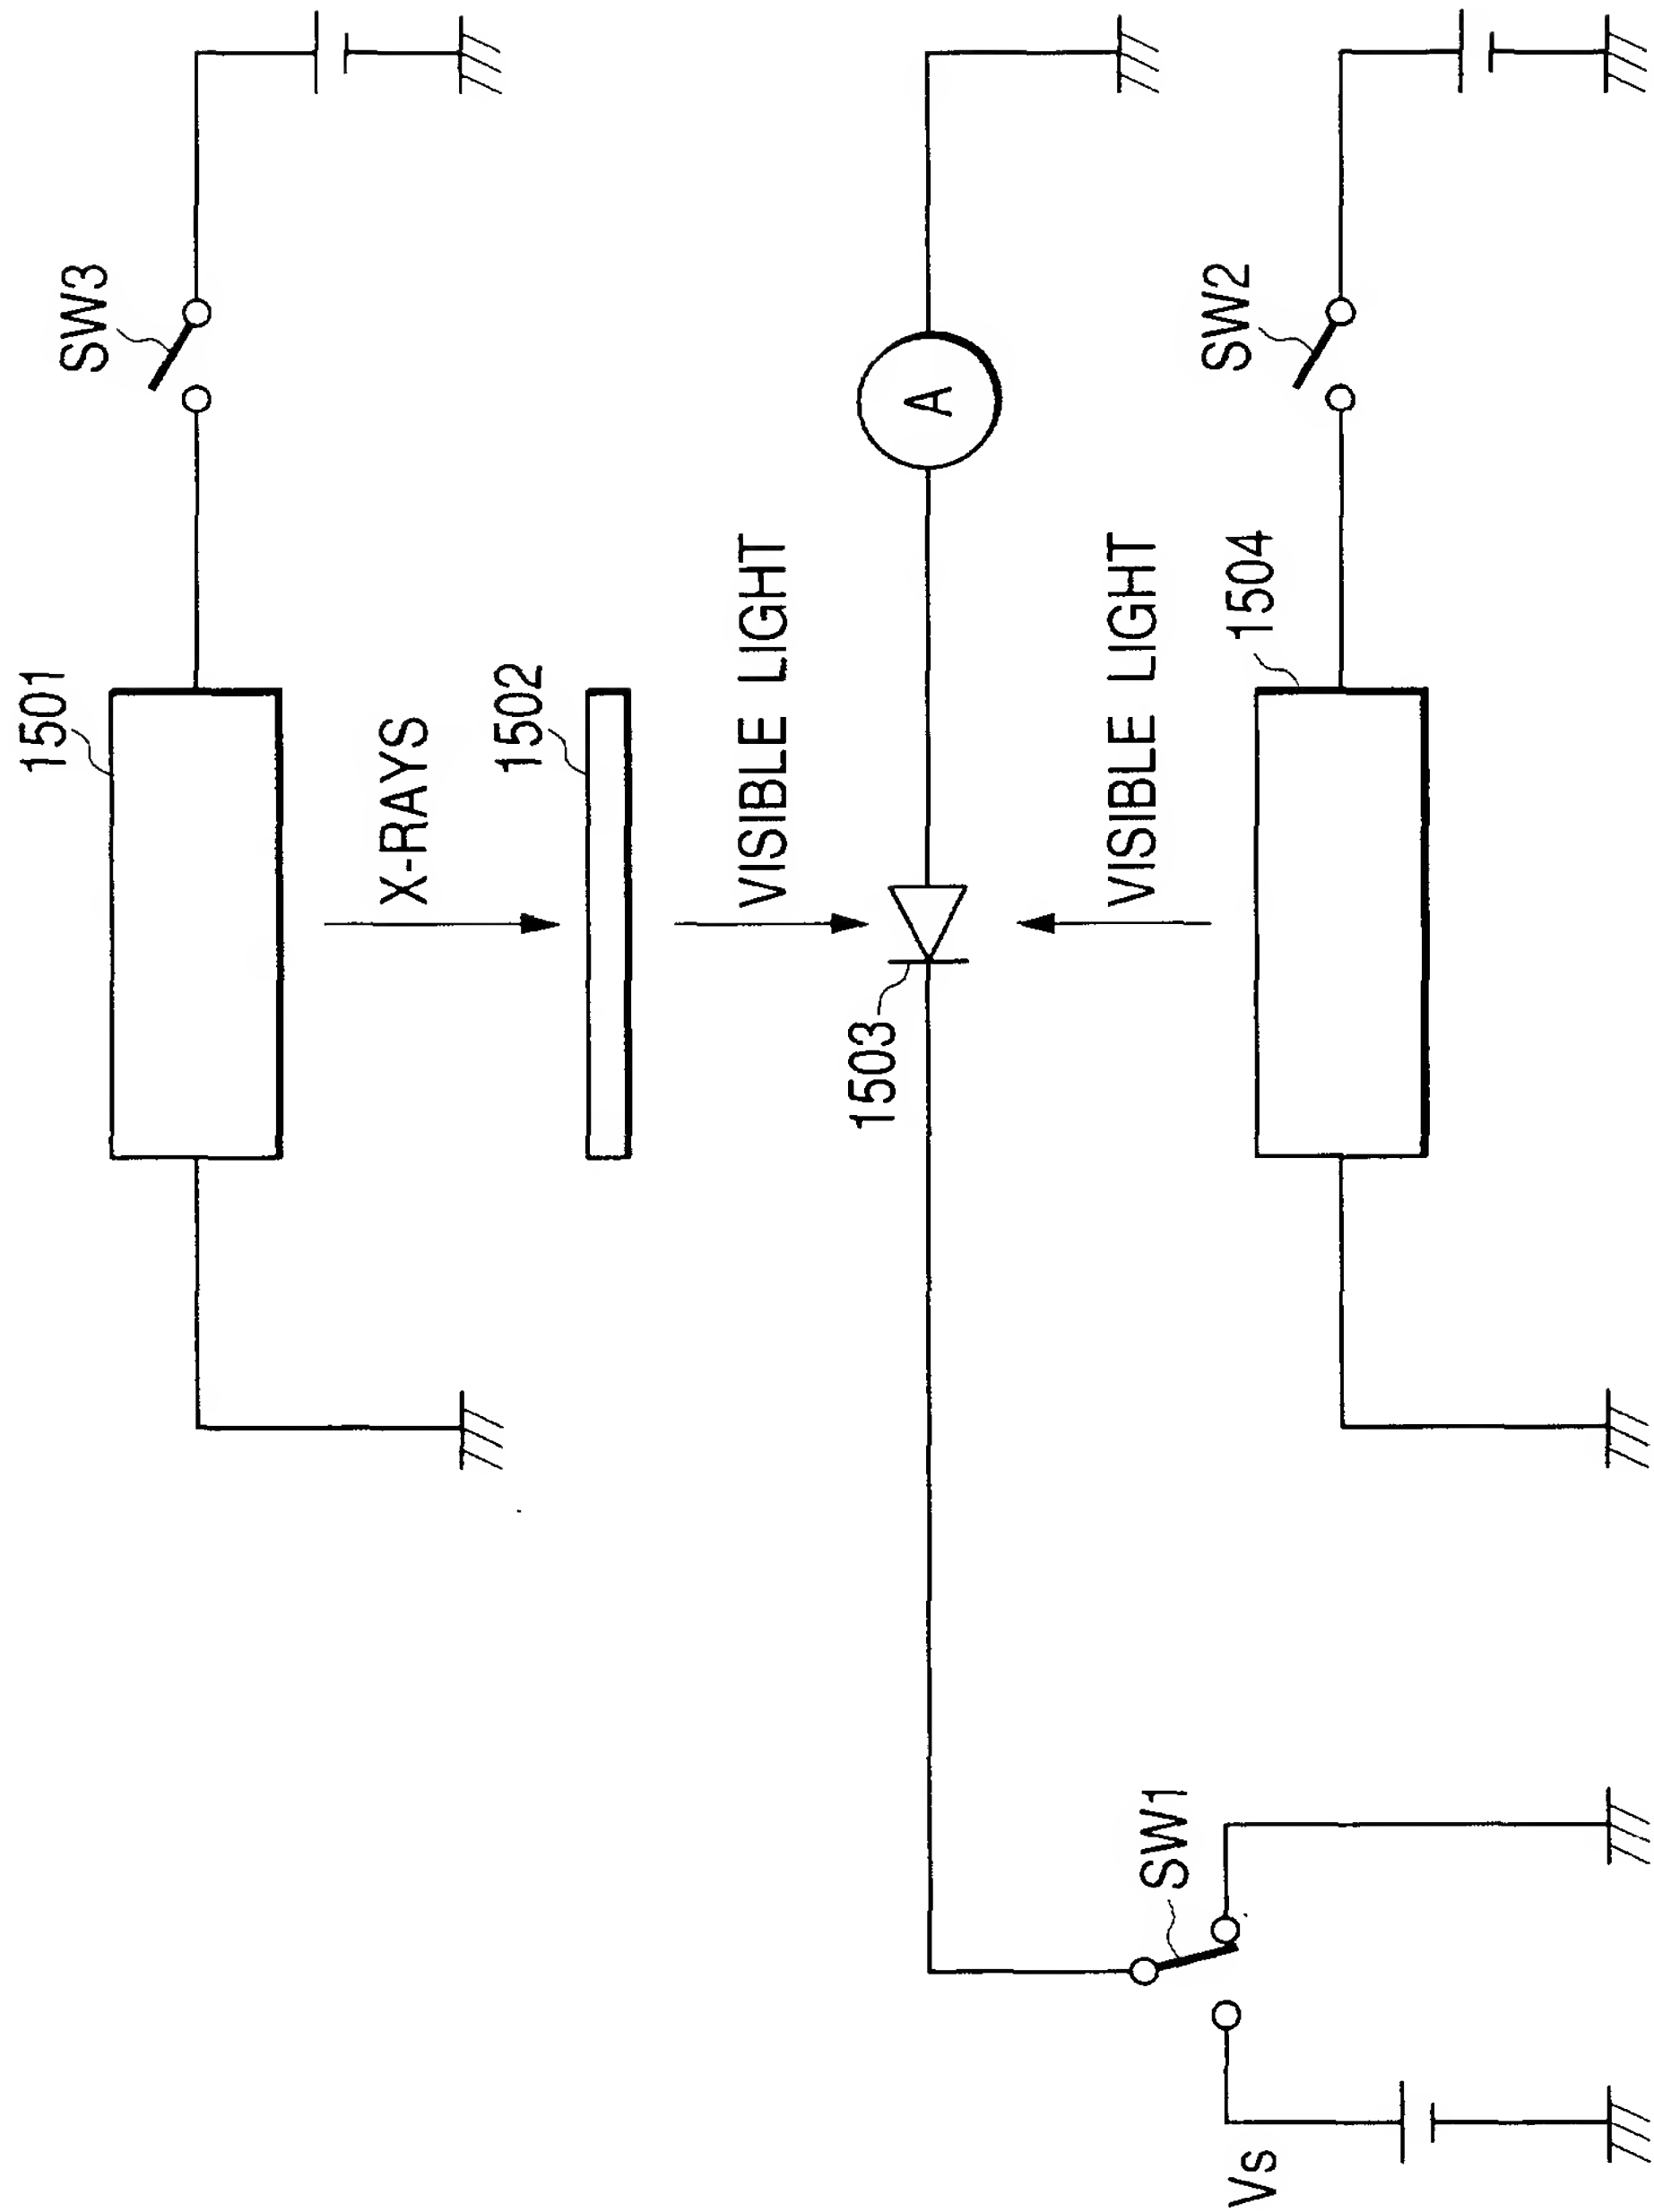 1501
SW3
X-RAYS
1502
VISIBLE LIGHT
1503
A
VISIBLE LIGHT
1504
SW2
SW1
Vs